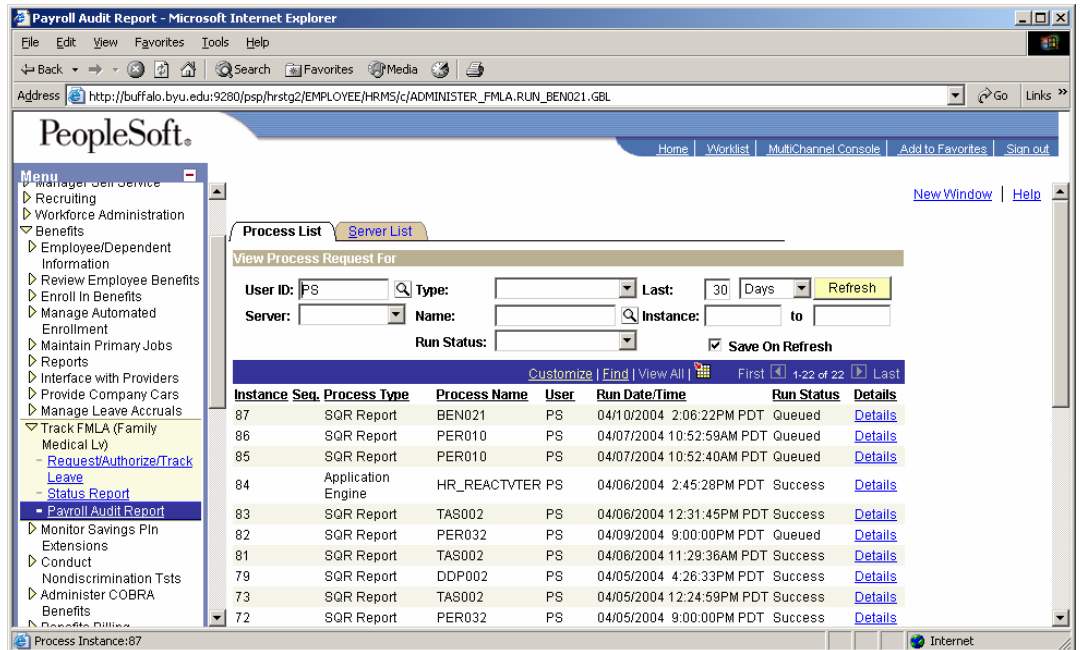 Payroll Audit Report - Microsoft Internet Explorer
File Edit View Favorites Tools Help
Back Search Favorites Media
Address http://buffalo.byu.edu:9280/psp/hrstg2/EMPLOYEE/HRMS/c/ADMINISTER_FMLA.RUN_BEN021.GBL Go Links »
PeopleSoft®
Home | Worklist | MultiChannel Console | Add to Favorites | Sign out
Menu
Manager Self Service
Recruiting
Workforce Administration
Benefits
Employee/Dependent
Information
Review Employee Benefits
Enroll In Benefits
Manage Automated
Enrollment
Maintain Primary Jobs
Reports
Interface with Providers
Provide Company Cars
Manage Leave Accruals
Track FMLA (Family
Medical Lv)
- Request/Authorize/Track
Leave
- Status Report
- Payroll Audit Report
Monitor Savings Pln
Extensions
Conduct
Nondiscrimination Tsts
Administer COBRA
Benefits
Benefits Billing
New Window | Help
Process List Server List
View Process Request For
User ID: PS Type: Last: 30 Days Refresh
Server: Name: Instance: to
Run Status: Save On Refresh
Customize | Find | View All | First 1-22 of 22 Last
Instance Seq. Process Type Process Name User Run Date/Time Run Status Details
87 SQR Report BEN021 PS 04/10/2004 2:06:22PM PDT Queued Details
86 SQR Report PER010 PS 04/07/2004 10:52:59AM PDT Queued Details
85 SQR Report PER010 PS 04/07/2004 10:52:40AM PDT Queued Details
84 Application Engine HR_REACTVTER PS 04/06/2004 2:45:28PM PDT Success Details
83 SQR Report TAS002 PS 04/06/2004 12:31:45PM PDT Success Details
82 SQR Report PER032 PS 04/09/2004 9:00:00PM PDT Success Details
81 SQR Report TAS002 PS 04/06/2004 11:29:36AM PDT Success Details
79 SQR Report DDP002 PS 04/05/2004 4:26:33PM PDT Success Details
73 SQR Report TAS002 PS 04/05/2004 12:24:59PM PDT Success Details
72 SQR Report PER032 PS 04/05/2004 9:00:00PM PDT Success Details
Process Instance:87 Internet